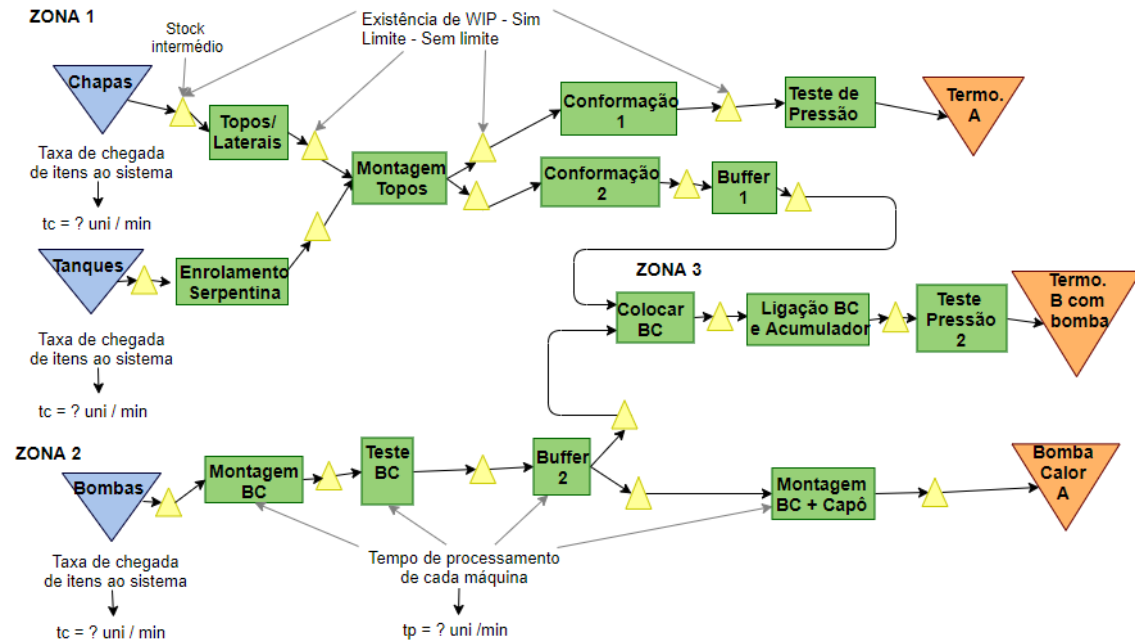 ZONA 1
Stock
intermédio
Existência de WIP - Sim
Limite - Sem limite
Chapas
Topos/
Laterais
Conformação
1
Teste de
Pressão
Termo.
A
Taxa de chegada
de itens ao sistema
Montagem
Topos
Conformação
2
Buffer
1
tc = ? uni / min
Tanques
Enrolamento
Serpentina
ZONA 3
Colocar
BC
Ligação BC
e Acumulador
Teste
Pressão
2
Termo.
B com
bomba
Taxa de chegada
de itens ao sistema
tc = ? uni / min
ZONA 2
Bombas
Montagem
BC
Teste
BC
Buffer
2
Montagem
BC + Capô
Bomba
Calor
A
Taxa de chegada
de itens ao sistema
Tempo de processamento
de cada máquina
tc = ? uni / min
tp = ? uni /min